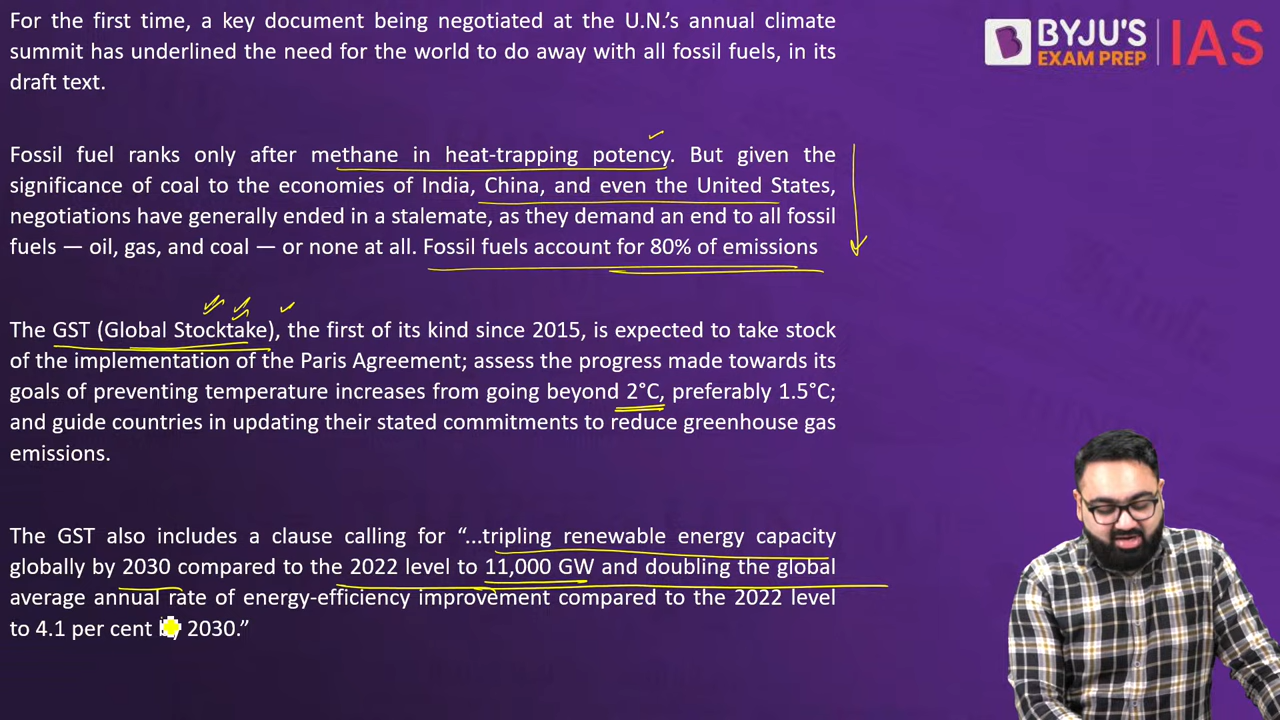 For the first time, a key document being negotiated at the U.N.'s annual climate
summit has underlined the need for the world to do away with all fossil fuels, in its
draft text.
Fossil fuel ranks only after methane in heat-trapping potency. But given the
significance of coal to the economies of India, China, and even the United States,
negotiations have generally ended in a stalemate, as they demand an end to all fossil
fuels — oil, gas, and coal — or none at all. Fossil fuels account for 80% of emissions
The GST (Global Stocktake), the first of its kind since 2015, is expected to take stock
of the implementation of the Paris Agreement; assess the progress made towards its
goals of preventing temperature increases from going beyond 2°C, preferably 1.5°C;
and guide countries in updating their stated commitments to reduce greenhouse gas
emissions.
The GST also includes a clause calling for “...tripling renewable energy capacity
globally by 2030 compared to the 2022 level to 11,000 GW and doubling the global
average annual rate of energy-efficiency improvement compared to the 2022 level
to 4.1 per cent by 2030.”
BYJU'S
EXAM PREP
IAS